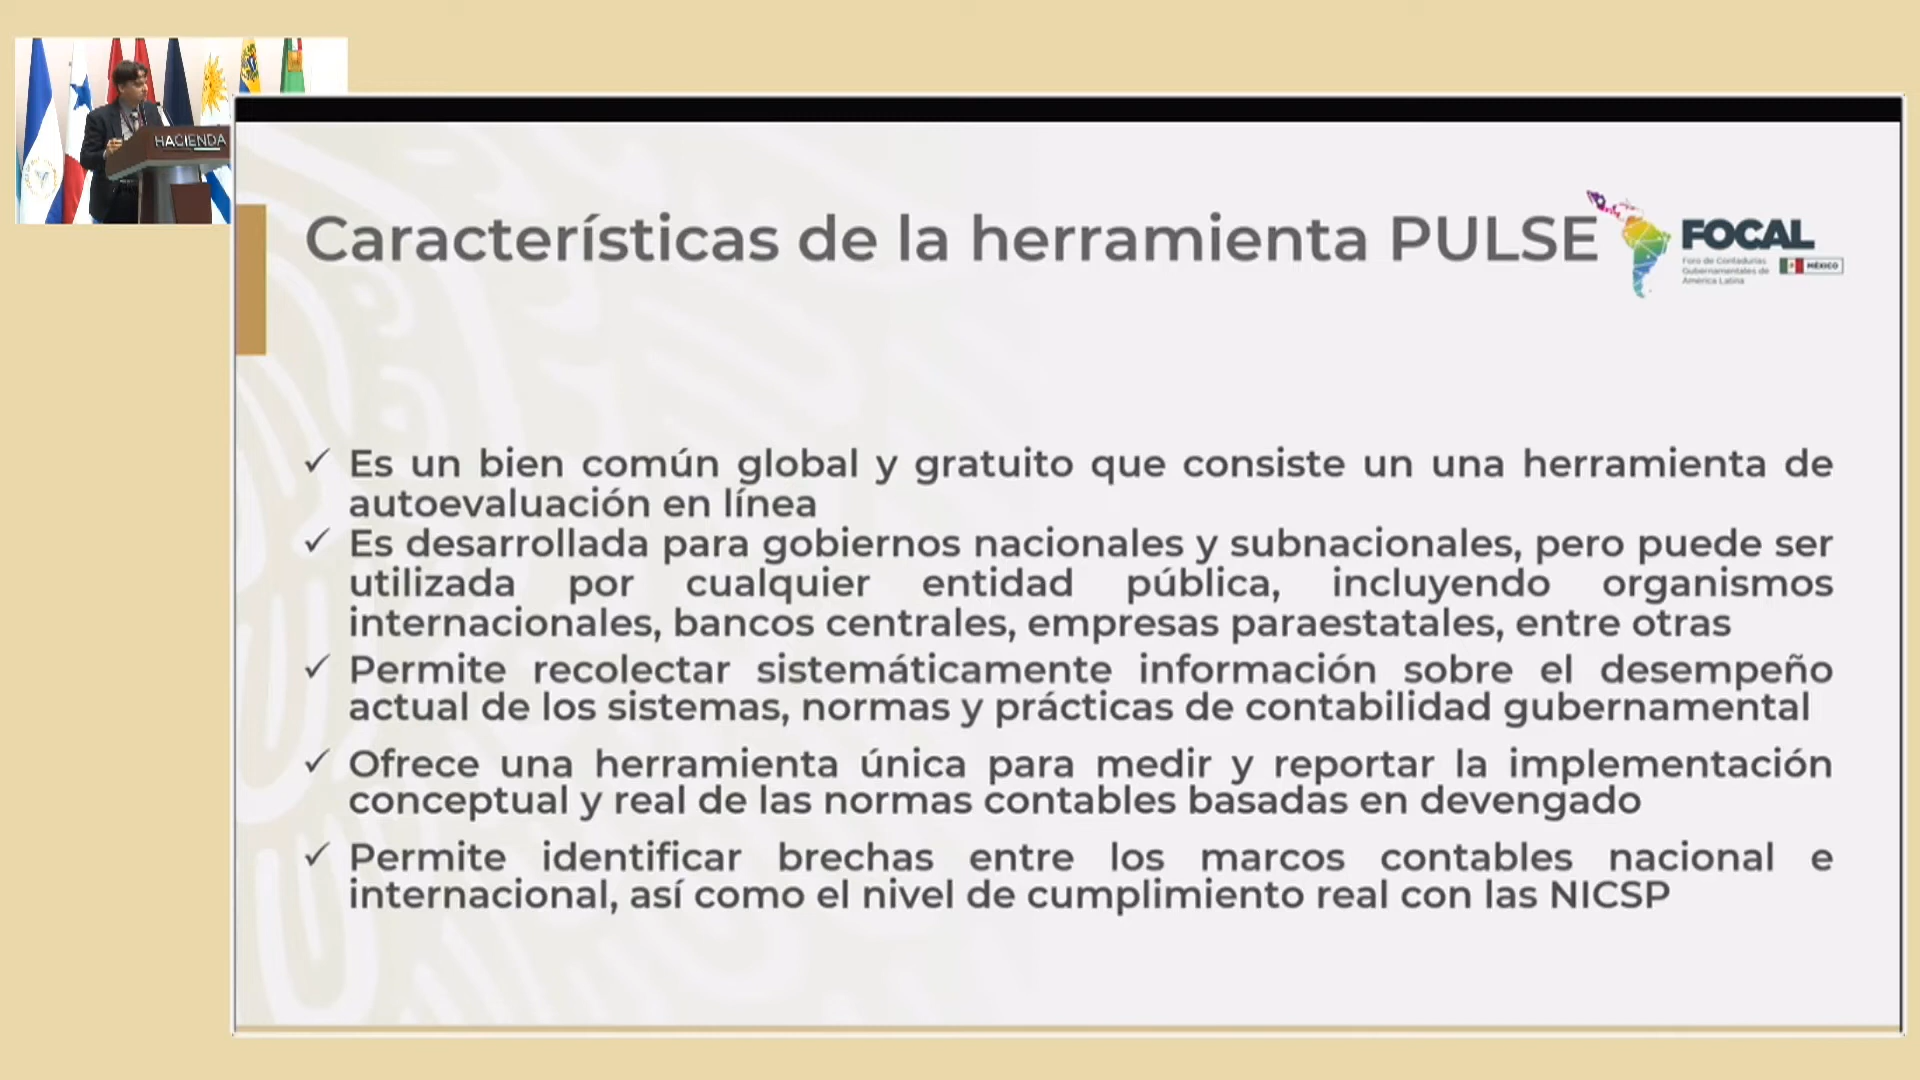 HACIENDA
Características de la herramienta PULSE
FOCAL
Foro de Contadurías
Gubernamentales de
América Latina
MÉXICO
✓ Es un bien común global y gratuito que consiste un una herramienta de
autoevaluación en línea
✓ Es desarrollada para gobiernos nacionales y subnacionales, pero puede ser
utilizada por cualquier entidad pública, incluyendo organismos
internacionales, bancos centrales, empresas paraestatales, entre otras
✓ Permite recolectar sistemáticamente información sobre el desempeño
actual de los sistemas, normas y prácticas de contabilidad gubernamental
✓ Ofrece una herramienta única para medir y reportar la implementación
conceptual y real de las normas contables basadas en devengado
✓ Permite identificar brechas entre los marcos contables nacional e
internacional, así como el nivel de cumplimiento real con las NICSP